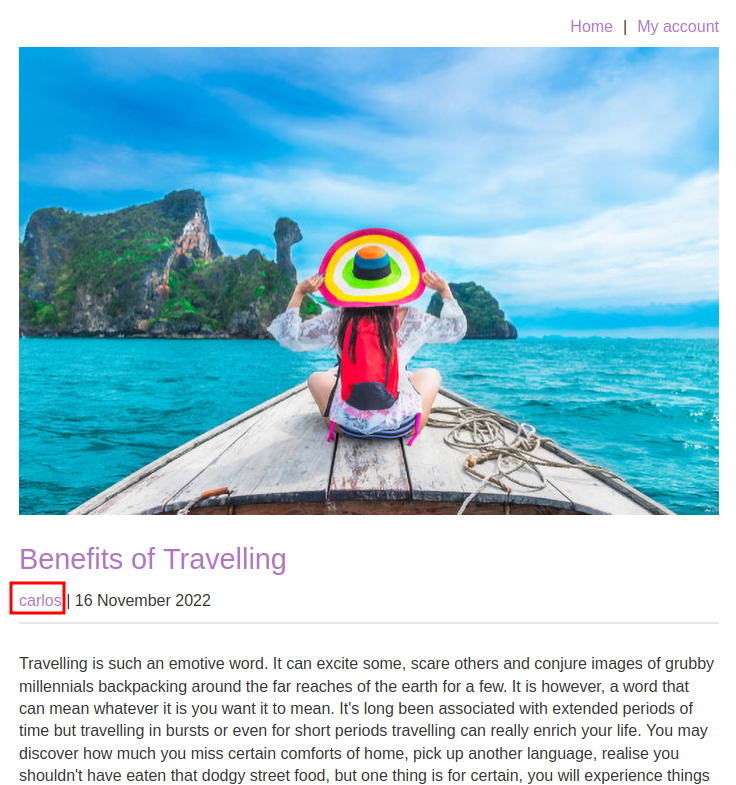 Home | My account
Benefits of Travelling
carlos | 16 November 2022
Travelling is such an emotive word. It can excite some, scare others and conjure images of grubby
millennials backpacking around the far reaches of the earth for a few. It is however, a word that
can mean whatever it is you want it to mean. It's long been associated with extended periods of
time but travelling in bursts or even for short periods travelling can really enrich your life. You may
discover how much you miss certain comforts of home, pick up another language, realise you
shouldn't have eaten that dodgy street food, but one thing is for certain, you will experience things